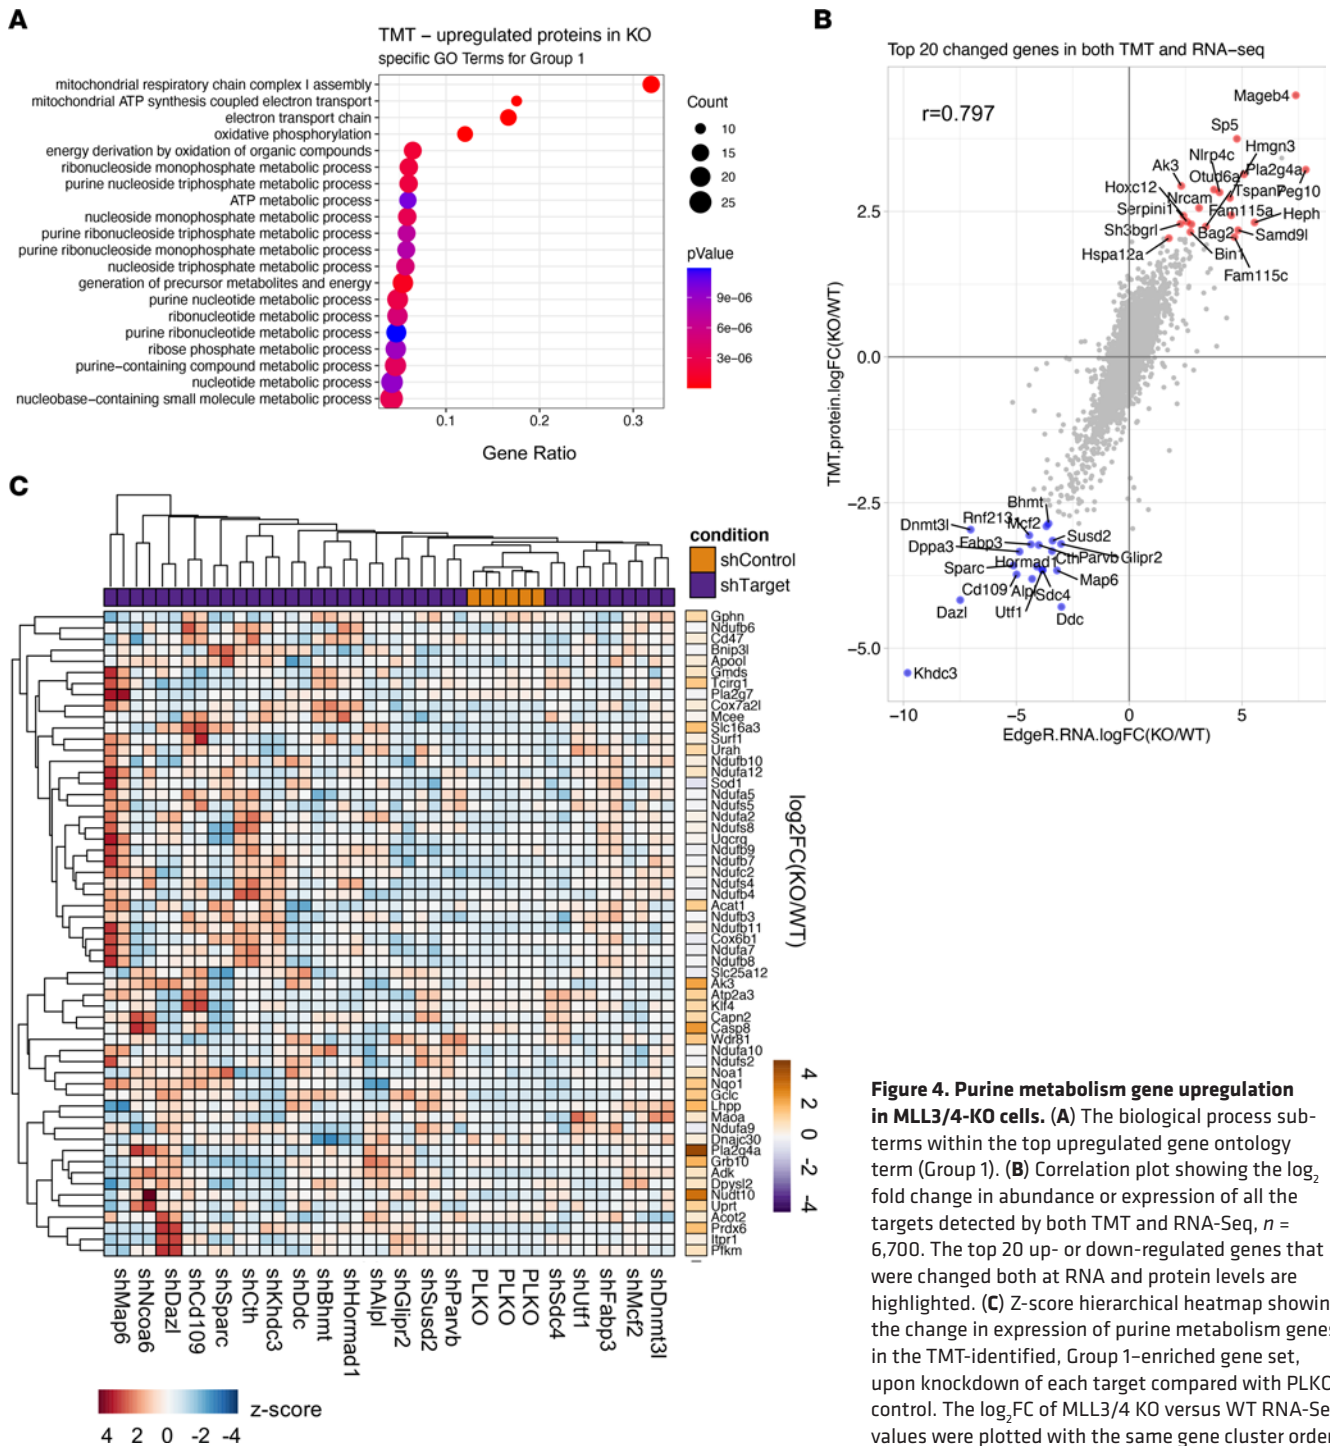 A
TMT – upregulated proteins in KO
specific GO Terms for Group 1
mitochondrial respiratory chain complex I assembly
mitochondrial ATP synthesis coupled electron transport
electron transport chain
oxidative phosphorylation
energy derivation by oxidation of organic compounds
ribonucleoside monophosphate metabolic process
purine nucleoside triphosphate metabolic process
ATP metabolic process
nucleoside monophosphate metabolic process
purine ribonucleotide triphosphate metabolic process
purine ribonucleoside monophosphate metabolic process
nucleoside triphosphate metabolic process
generation of precursor metabolites and energy
purine nucleotide metabolic process
ribonucleotide metabolic process
purine ribonucleotide metabolic process
ribose phosphate metabolic process
purine−containing compound metabolic process
nucleotide metabolic process
nucleobase−containing small molecule metabolic process
0.1 0.2 0.3
Gene Ratio
Count
10
15
20
25
pValue
9e−06
6e−06
3e−06
B
Top 20 changed genes in both TMT and RNA−seq
r=0.797
Mageb4
Sp5
Hmgn3
Nlrp4c
Ak3
Otud6a
Pla2g4a
Hoxc12
Nrcam
Tspan7
Peg10
Serpini1
Fam115a
Heph
Sh3bgrl
Bag2
Samd9l
Hspa12a
Bin1
Fam115c
Bhmt
Rnf213
Mcf2
Dnmt3l
Susd2
Dppa3
Fabp3
Cth
Parvb
Glipr2
Sparc
Hormad1
Map6
Cd109
Alpl
Sdc4
Dazl
Utf1
Ddc
Khdc3
2.5
0.0
−2.5
−5.0
TMT.protein.logFC(KO/WT)
−10 −5 0 5
EdgeR.RNA.logFC(KO/WT)
C
condition
shControl
shTarget
Gphn
Ndufb6
Cd47
Bnip3l
Apool
Gmds
Tcirg1
Pla2g7
Cox7a2l
Mcee
Slc16a3
Surf1
Urah
Ndufb10
Ndufa12
Sod1
Ndufa5
Ndufs5
Ndufa2
Ndufs8
Uqcrq
Ndufb9
Ndufb7
Ndufc2
Ndufs4
Ndufb4
Acat1
Ndufb3
Ndufb11
Cox6b1
Ndufa7
Ndufb8
Slc25a12
Ak3
Atp2a3
Klf4
Capn2
Casp8
Wdr81
Ndufa10
Ndufs2
Noa1
Nqo1
Gclc
Lhpp
Maoa
Ndufa9
Dnajc30
Pla2g4a
Grb10
Adk
Dpysl2
Nudt10
Uprt
Acot2
Prdx6
Itpr1
Pfkm
log2FC(KO/WT)
4 2 0 -2 -4
shMap6
shNcoa6
shDazl
shCd109
shSparc
shCth
shKhdc3
shDdc
shBhmt
shHormad1
shAlpl
shGlipr2
shSusd2
shParvb
PLKO
PLKO
PLKO
shSdc4
shUtf1
shFabp3
shMcf2
shDnmt3l
4 2 0 -2 -4
z-score
Figure 4. Purine metabolism gene upregulation
in MLL3/4-KO cells. (A) The biological process sub-
terms within the top upregulated gene ontology
term (Group 1). (B) Correlation plot showing the log2
fold change in abundance or expression of all the
targets detected by both TMT and RNA-Seq, n =
6,700. The top 20 up- or down-regulated genes that
were changed both at RNA and protein levels are
highlighted. (C) Z-score hierarchical heatmap showin
the change in expression of purine metabolism genes
in the TMT-identified, Group 1–enriched gene set,
upon knockdown of each target compared with PLKO
control. The log2FC of MLL3/4 KO versus WT RNA-Se
values were plotted with the same gene cluster order